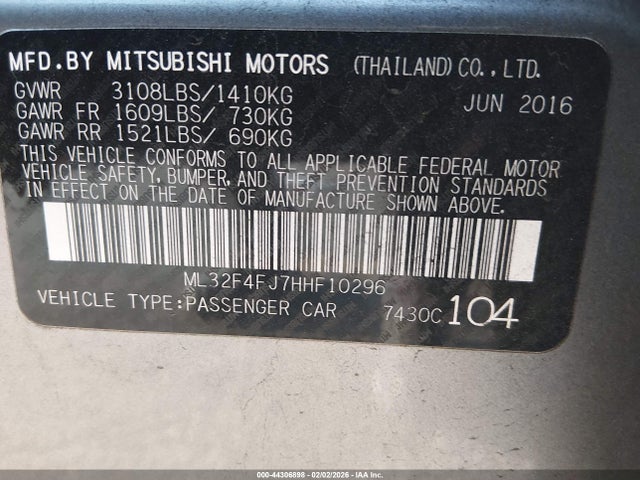 MFD.BY MITSUBISHI MOTORS (THAILAND) CO., LTD.
GVWR 3108LBS/1410KG JUN 2016
GAWR FR 1609LBS/ 730KG
GAWR RR 1521LBS/ 690KG
THIS VEHICLE CONFORMS TO ALL APPLICABLE FEDERAL MOTOR
VEHICLE SAFETY, BUMPER, AND THEFT PREVENTION STANDARDS
IN EFFECT ON THE DATE OF MANUFACTURE SHOWN ABOVE.
ML32F4FJ7HHF10296
VEHICLE TYPE:PASSENGER CAR 7430C 104
000-44306898 - 02/02/2026 - IAA Inc.